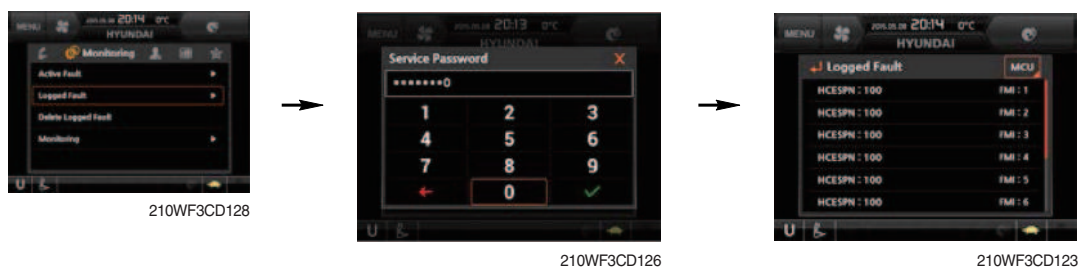 MENU 20:14 0°C
HYUNDAI
Monitoring
Active Fault
Logged Fault
Delete Logged Fault
Monitoring
U
210WF3CD128
MENU 20:13 0°C
HYUNDAI
Service Password X
*******0
1 2 3
4 5 6
7 8 9
0
U
210WF3CD126
MENU 20:14 0°C
HYUNDAI
Logged Fault MCU
HCESPN : 100 FMI : 1
HCESPN : 100 FMI : 2
HCESPN : 100 FMI : 3
HCESPN : 100 FMI : 4
HCESPN : 100 FMI : 5
HCESPN : 100 FMI : 6
U
210WF3CD123